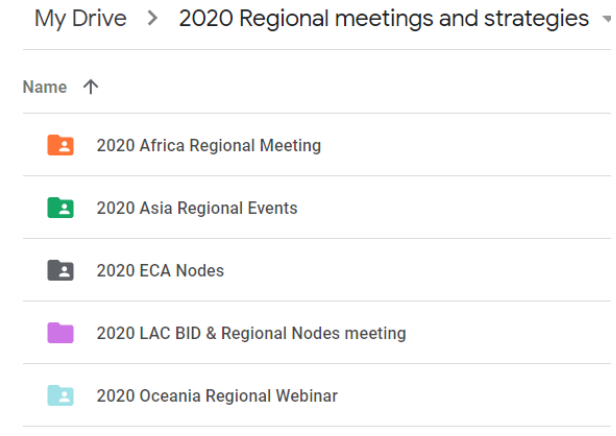 My Drive > 2020 Regional meetings and strategies
Name
2020 Africa Regional Meeting
2020 Asia Regional Events
2020 ECA Nodes
2020 LAC BID & Regional Nodes meeting
2020 Oceania Regional Webinar